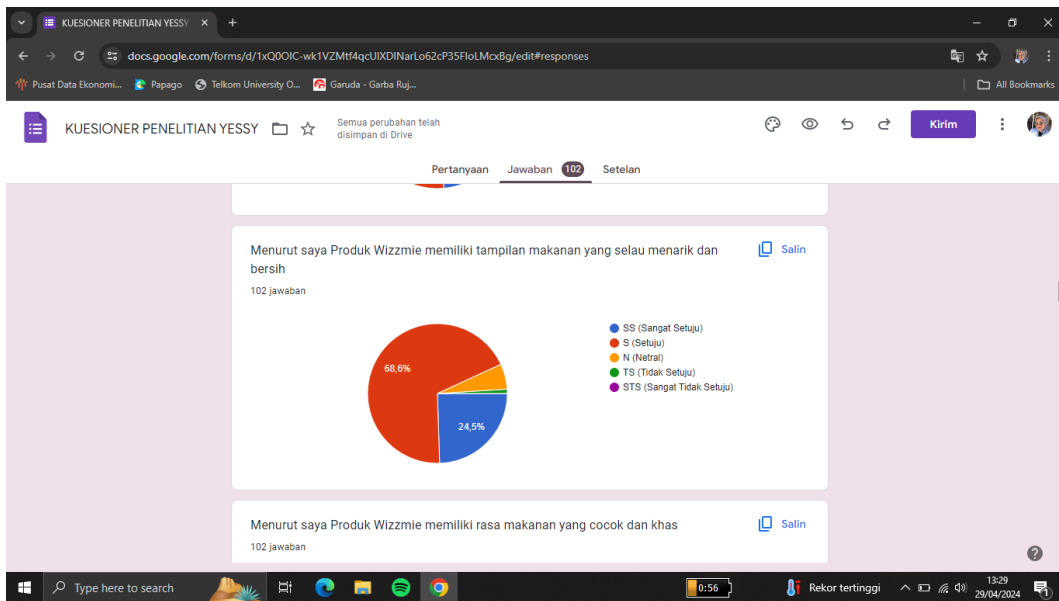 KUESIONER PENELITIAN YESSY
docs.google.com/forms/d/1xQ0OIC-wk1VZMtf4qcUIXDINarLo62cP35FIoLMcxBg/edit#responses
Pusat Data Ekonomi... Papago Telkom University O... Garuda - Garba Ruj... All Bookmarks
KUESIONER PENELITIAN YESSY
Semua perubahan telah
disimpan di Drive
Kirim
Pertanyaan Jawaban 102 Setelan
Menurut saya Produk Wizzmie memiliki tampilan makanan yang selau menarik dan
bersih
Salin
102 jawaban
SS (Sangat Setuju)
S (Setuju)
N (Netral)
TS (Tidak Setuju)
STS (Sangat Tidak Setuju)
68,6%
24,5%
Menurut saya Produk Wizzmie memiliki rasa makanan yang cocok dan khas
Salin
102 jawaban
Type here to search
0:56
Rekor tertinggi
13:29
29/04/2024
1